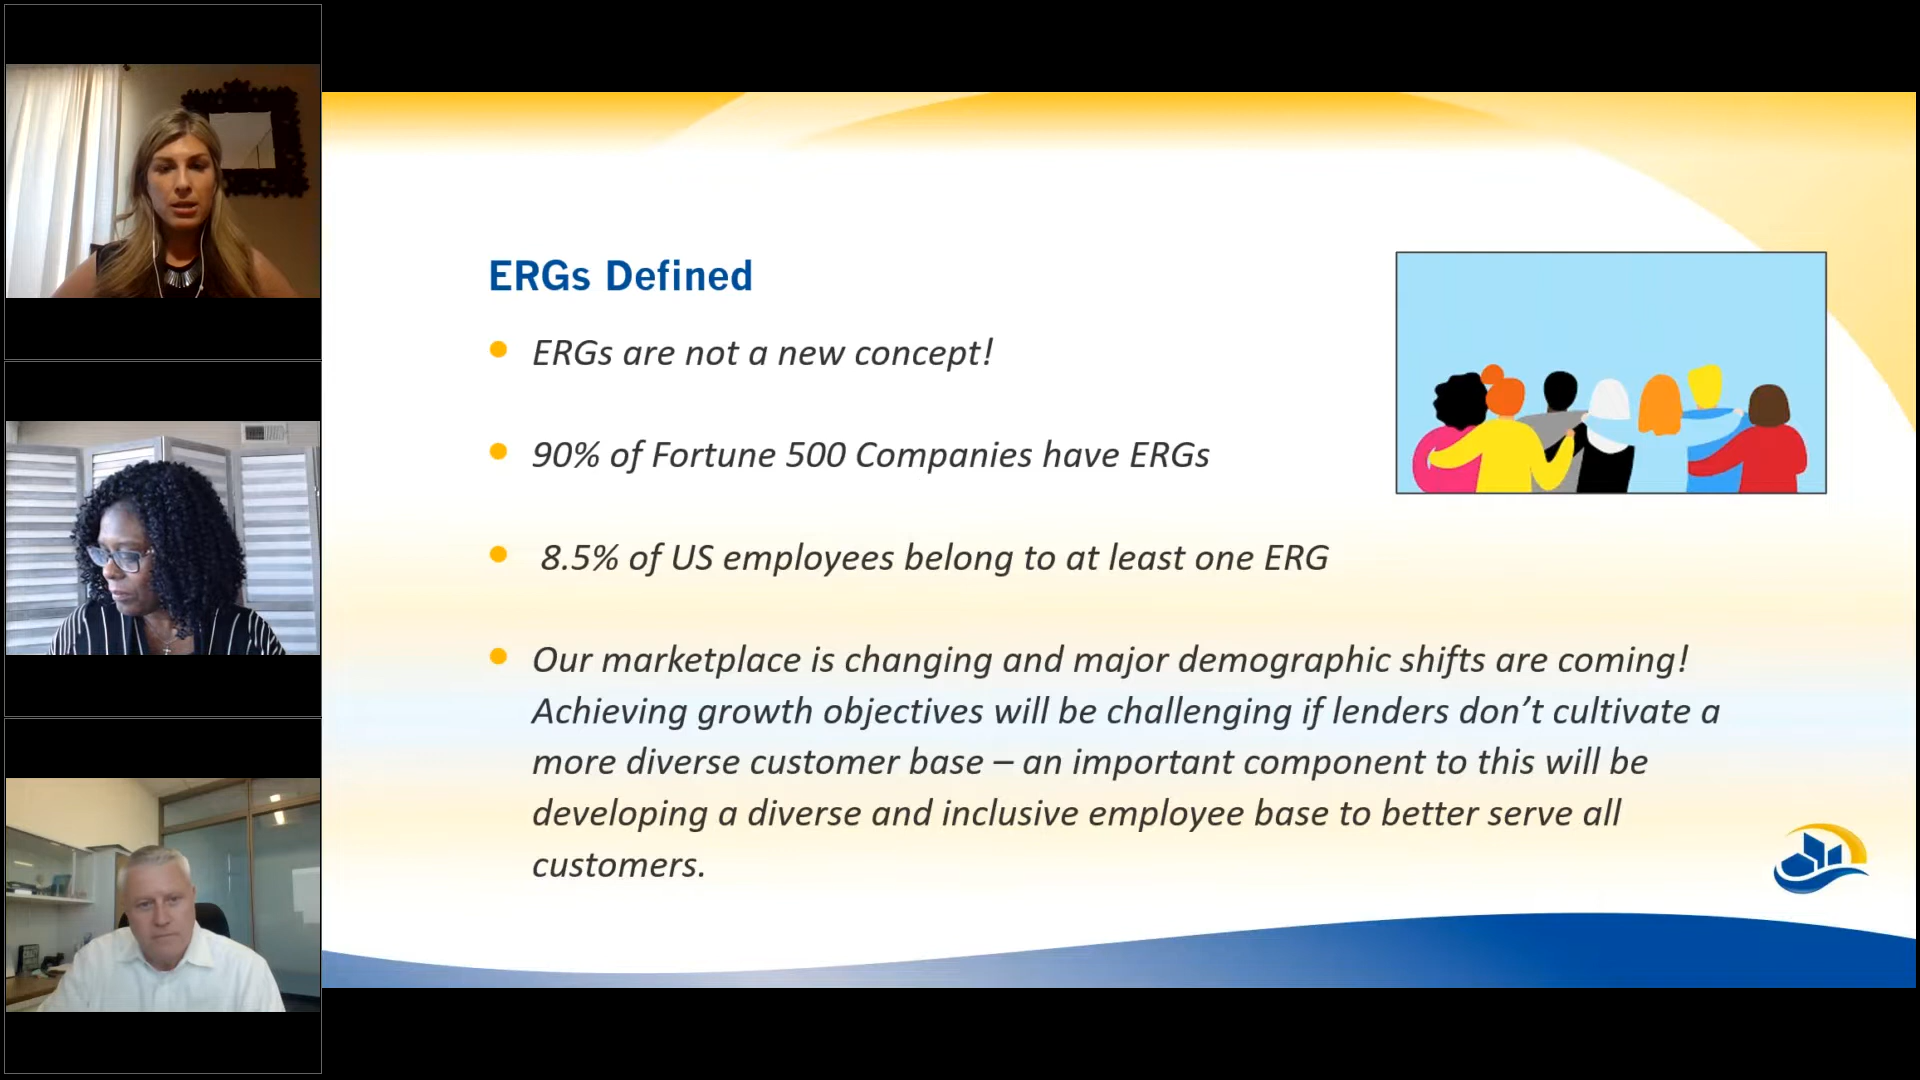 ERGs Defined
ERGs are not a new concept!
90% of Fortune 500 Companies have ERGs
8.5% of US employees belong to at least one ERG
Our marketplace is changing and major demographic shifts are coming!
Achieving growth objectives will be challenging if lenders don’t cultivate a
more diverse customer base – an important component to this will be
developing a diverse and inclusive employee base to better serve all
customers.